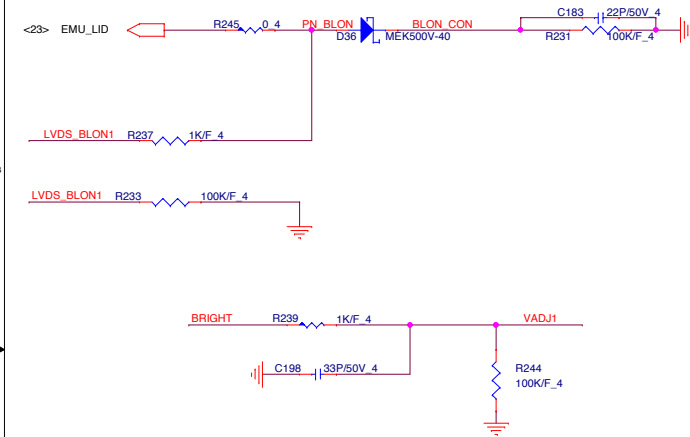 C183 22P/50V_4
<23> EMU_LID R245 0_4 PN_BLON BLON_CON
D36 MEK500V-40 R231 100K/F_4
LVDS_BLON1 R237 1K/F_4
LVDS_BLON1 R233 100K/F_4
BRIGHT R239 1K/F_4 VADJ1
C198 33P/50V_4 R244
100K/F_4